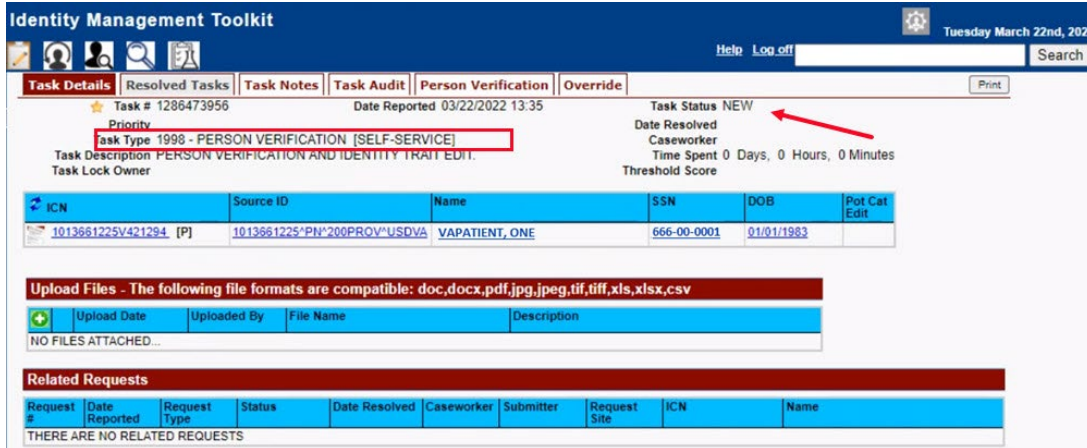 Identity Management Toolkit
Tuesday March 22nd, 202
Help Log off Search
Task Details Resolved Tasks Task Notes Task Audit Person Verification Override Print
Task # 1286473956 Date Reported 03/22/2022 13:35 Task Status NEW
Priority Date Resolved
Task Type 1998 - PERSON VERIFICATION [SELF-SERVICE] Caseworker
Task Description PERSON VERIFICATION AND IDENTITY TRAIT EDIT. Time Spent 0 Days, 0 Hours, 0 Minutes
Task Lock Owner Threshold Score
ICN Source ID Name SSN DOB Pot Cat Edit
1013661225V421294 [P] 1013661225^PN^200PROV^USDVA VAPATIENT, ONE 666-00-0001 01/01/1983
Upload Files - The following file formats are compatible: doc,docx,pdf,jpg,jpeg,tif,tiff,xls,xlsx,csv
Upload Date Uploaded By File Name Description
NO FILES ATTACHED...
Related Requests
Request # Date Reported Request Type Status Date Resolved Caseworker Submitter Request Site ICN Name
THERE ARE NO RELATED REQUESTS